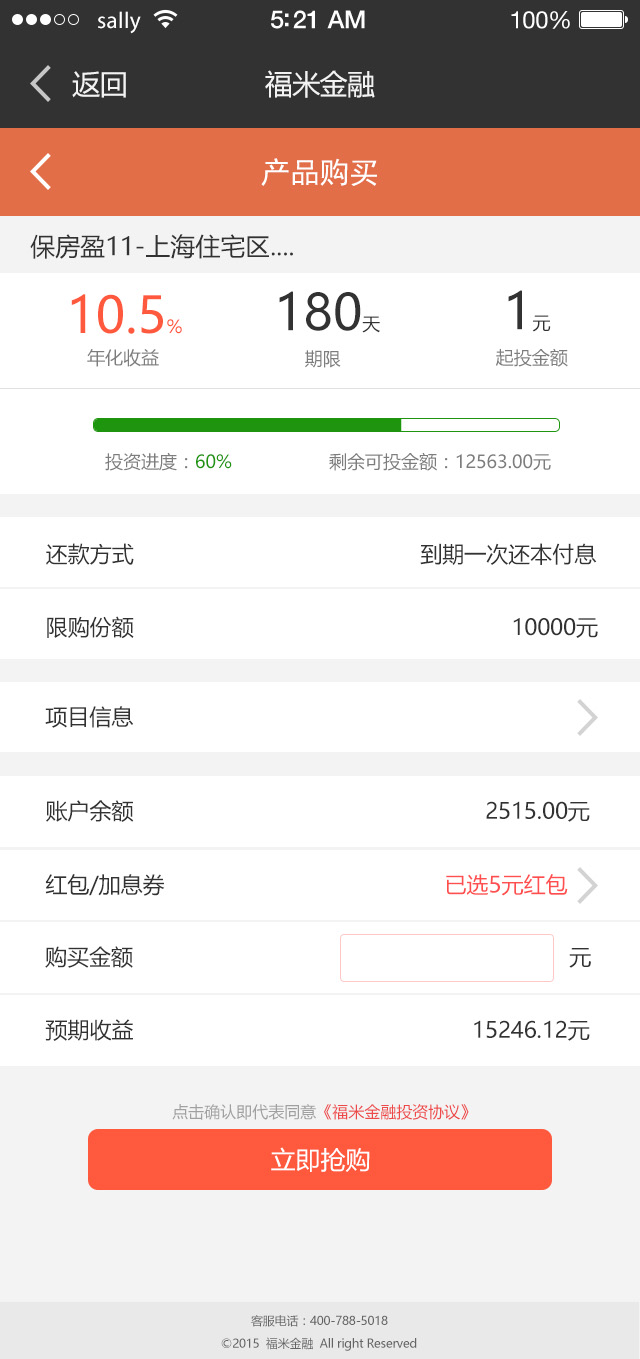 sally 5:21 AM 100%
返回 福米金融
产品购买
保房盈11-上海住宅区....
10.5% 180天 1元
年化收益 期限 起投金额
投资进度：60% 剩余可投金额：12563.00元
还款方式 到期一次还本付息
限购份额 10000元
项目信息
账户余额 2515.00元
红包/加息券 已选5元红包
购买金额 元
预期收益 15246.12元
点击确认即代表同意《福米金融投资协议》
立即抢购
客服电话：400-788-5018
©2015 福米金融 All right Reserved